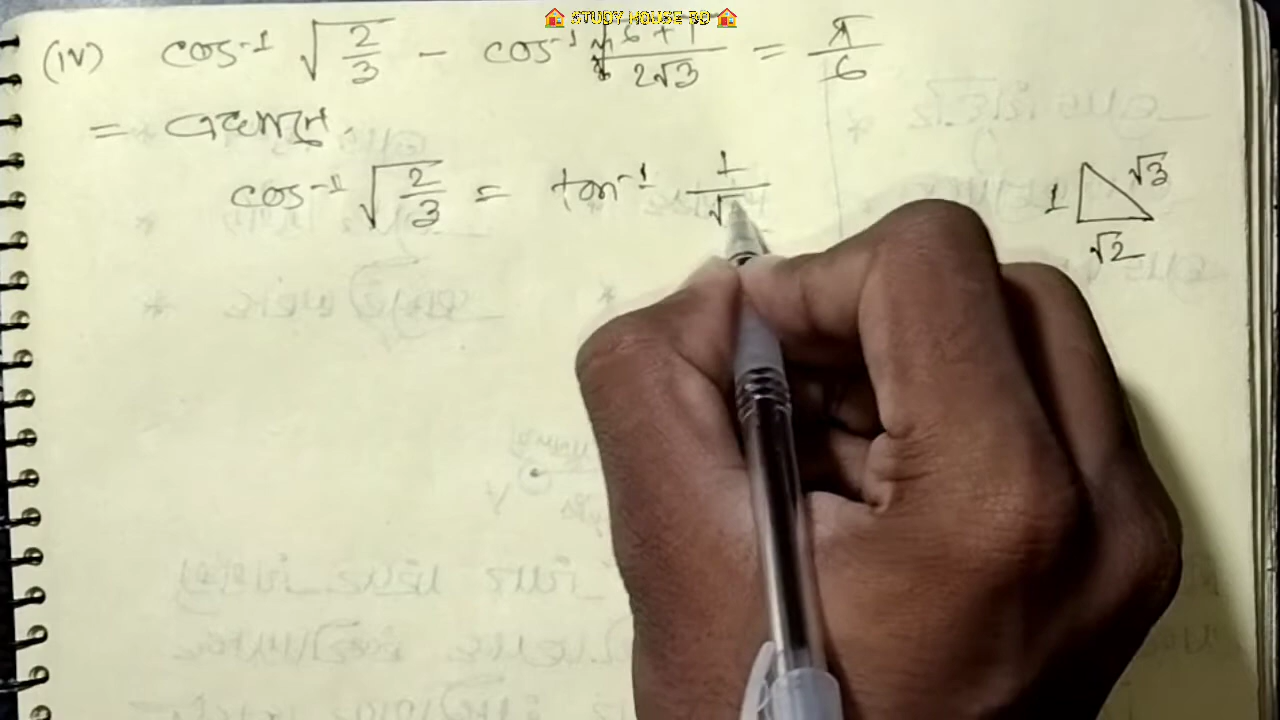 🏠 STUDY HOUSE BD 🏠
(iv) cos⁻¹ √(2/3) − cos⁻¹ (√6+1)/(2√3) = π/6
=
cos⁻¹ √(2/3) = tan⁻¹ 1/√
1 √3
√2